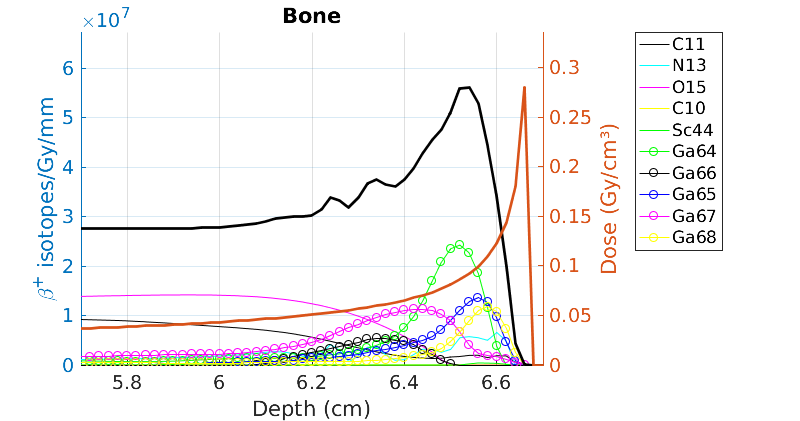 Bone
×10⁷
β⁺ isotopes/Gy/mm
6
5
4
3
2
1
0
0.3
0.25
0.2
0.15
0.1
0.05
0
Dose (Gy/cm³)
5.8 6 6.2 6.4 6.6
Depth (cm)
C11
N13
O15
C10
Sc44
Ga64
Ga66
Ga65
Ga67
Ga68